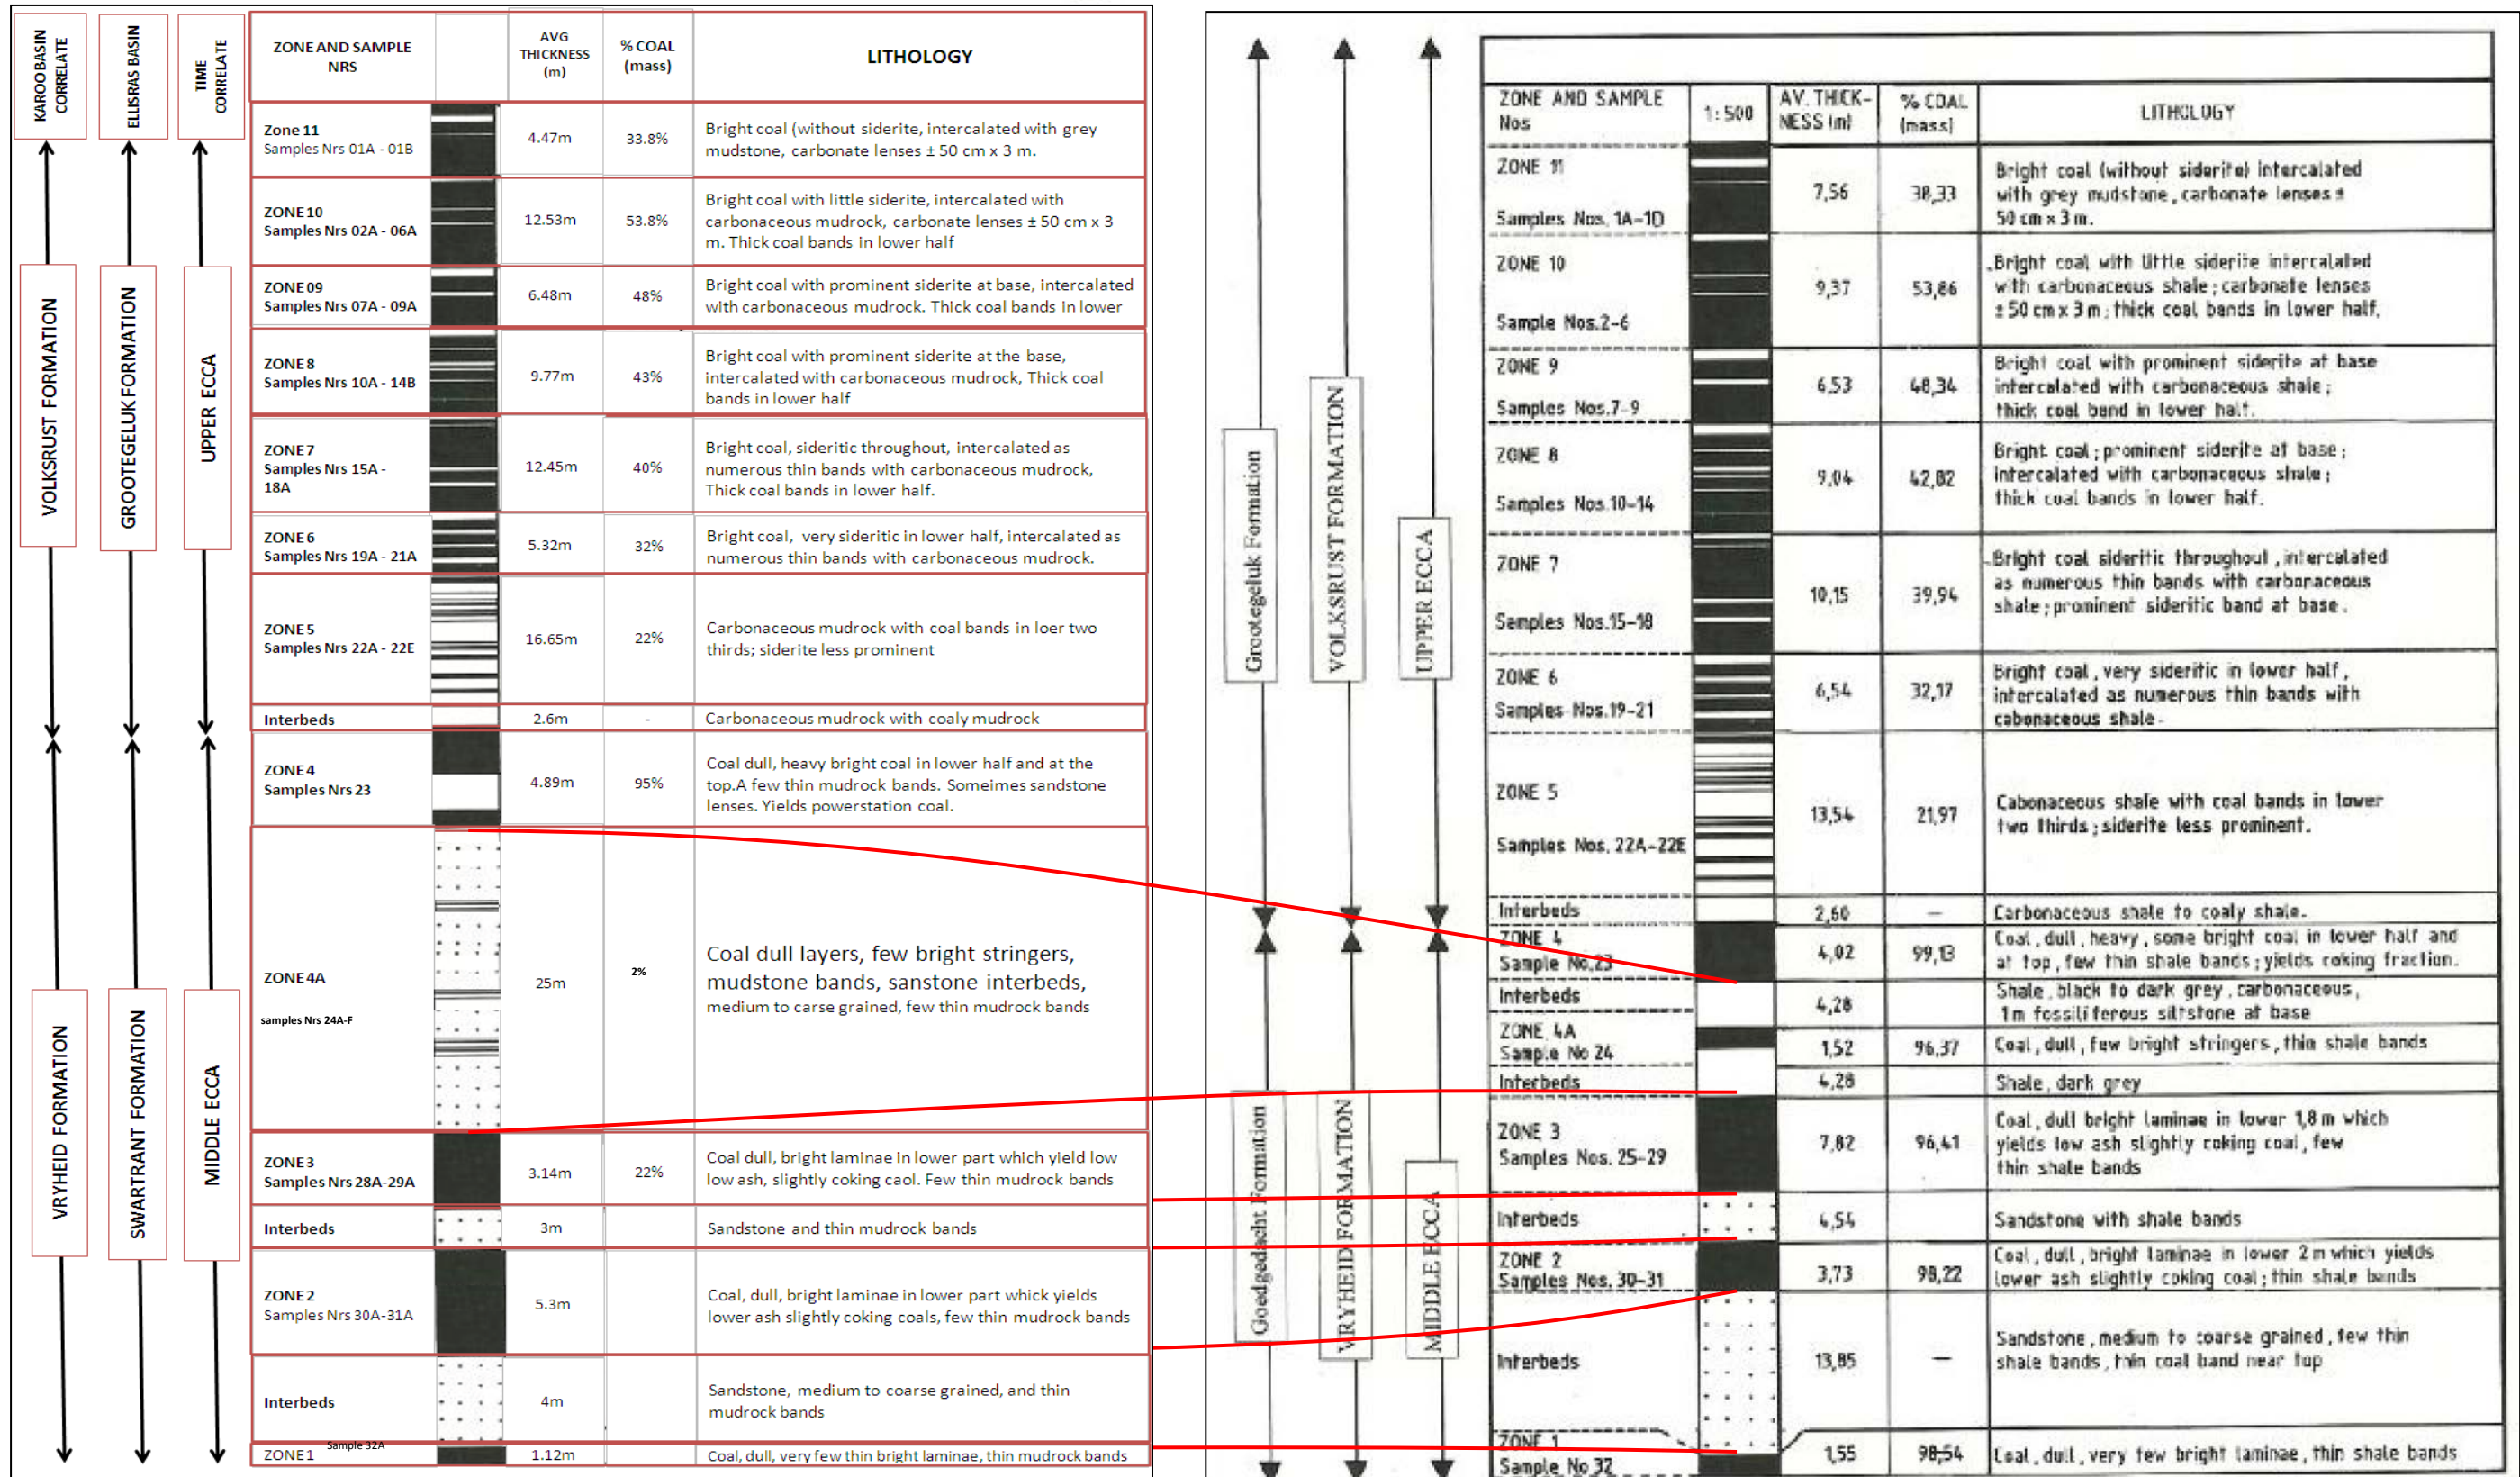 KAROO BASIN
CORRELATE
ELISRAS BASIN
TIME
CORRELATE
VOLKSRUST FORMATION
GROOTEGELUK FORMATION
UPPER ECCA
VRYHEID FORMATION
SWARTRANT FORMATION
MIDDLE ECCA
ZONE AND SAMPLE
NRS
AVG
THICKNESS
(m)
% COAL
(mass)
LITHOLOGY
Zone 11
Samples Nrs 01A - 01B
4.47m
33.8%
Bright coal (without siderite, intercalated with grey
mudstone, carbonate lenses ± 50 cm x 3 m.
ZONE 10
Samples Nrs 02A - 06A
12.53m
53.8%
Bright coal with little siderite, intercalated with
carbonaceous mudrock, carbonate lenses ± 50 cm x 3
m. Thick coal bands in lower half
ZONE 09
Samples Nrs 07A - 09A
6.48m
48%
Bright coal with prominent siderite at base, intercalated
with carbonaceous mudrock. Thick coal bands in lower
ZONE 8
Samples Nrs 10A - 14B
9.77m
43%
Bright coal with prominent siderite at the base,
intercalated with carbonaceous mudrock, Thick coal
bands in lower half
ZONE 7
Samples Nrs 15A -
18A
12.45m
40%
Bright coal, sideritic throughout, intercalated as
numerous thin bands with carbonaceous mudrock,
Thick coal bands in lower half.
ZONE 6
Samples Nrs 19A - 21A
5.32m
32%
Bright coal, very sideritic in lower half, intercalated as
numerous thin bands with carbonaceous mudrock.
ZONE 5
Samples Nrs 22A - 22E
16.65m
22%
Carbonaceous mudrock with coal bands in loer two
thirds; siderite less prominent
Interbeds
2.6m
-
Carbonaceous mudrock with coaly mudrock
ZONE 4
Samples Nrs 23
4.89m
95%
Coal dull, heavy bright coal in lower half and at the
top.A few thin mudrock bands. Someimes sandstone
lenses. Yields powerstation coal.
ZONE 4A
samples Nrs 24A-F
25m
2%
Coal dull layers, few bright stringers,
mudstone bands, sanstone interbeds,
medium to carse grained, few thin mudrock bands
ZONE 3
Samples Nrs 28A-29A
3.14m
22%
Coal dull, bright laminae in lower part which yield low
low ash, slightly coking caol. Few thin mudrock bands
Interbeds
3m
Sandstone and thin mudrock bands
ZONE 2
Samples Nrs 30A-31A
5.3m
Coal, dull, bright laminae in lower part whick yields
lower ash slightly coking coals, few thin mudrock bands
Interbeds
4m
Sandstone, medium to coarse grained, and thin
mudrock bands
ZONE 1
Sample 32A
1.12m
Coal, dull, very few thin bright laminae, thin mudrock bands
Grootegeluk Formation
VOLKSRUST FORMATION
UPPER ECCA
Goedgedacht Formation
VRYHEID FORMATION
MIDDLE ECCA
ZONE AND SAMPLE
Nos
1:500
AV. THICK-
NESS (m)
% COAL
(mass)
LITHOLOGY
ZONE 11
Samples Nos. 1A-1D
7,56
38,33
Bright coal (without siderite) intercalated
with grey mudstone, carbonate lenses ±
50 cm x 3 m.
ZONE 10
Sample Nos.2-6
9,37
53,86
Bright coal with little siderite intercalated
with carbonaceous shale; carbonate lenses
± 50 cm x 3 m; thick coal bands in lower half.
ZONE 9
Samples Nos.7-9
6,53
48,34
Bright coal with prominent siderite at base
intercalated with carbonaceous shale;
thick coal band in lower half.
ZONE 8
Samples Nos.10-14
9,04
42,82
Bright coal; prominent siderite at base;
intercalated with carbonaceous shale;
thick coal bands in lower half.
ZONE 7
Samples Nos.15-18
10,15
39,94
Bright coal sideritic throughout, intercalated
as numerous thin bands with carbonaceous
shale; prominent sideritic band at base.
ZONE 6
Samples Nos.19-21
6,54
32,17
Bright coal, very sideritic in lower half,
intercalated as numerous thin bands with
cabonaceous shale.
ZONE 5
Samples Nos. 22A-22E
13,54
21,97
Cabonaceous shale with coal bands in lower
two thirds; siderite less prominent.
Interbeds
2,60
—
Carbonaceous shale to coaly shale.
ZONE 4
Sample No.23
4,02
99,13
Coal, dull, heavy, some bright coal in lower half and
at top, few thin shale bands; yields coking fraction.
Interbeds
4,28
Shale, black to dark grey, carbonaceous,
1m fossiliferous siltstone at base
ZONE 4A
Sample No 24
1,52
96,37
Coal, dull, few bright stringers, thin shale bands
Interbeds
4,28
Shale, dark grey
ZONE 3
Samples Nos. 25-29
7,82
96,41
Coal, dull bright laminae in lower 1,8 m which
yields low ash slightly coking coal, few
thin shale bands
Interbeds
4,54
Sandstone with shale bands
ZONE 2
Samples Nos. 30-31
3,73
98,22
Coal, dull, bright laminae in lower 2 m which yields
lower ash slightly coking coal; thin shale bands
Interbeds
13,85
—
Sandstone, medium to coarse grained, few thin
shale bands, thin coal band near top
ZONE 1
Sample No 32
1,55
98,54
Coal, dull, very few bright laminae, thin shale bands